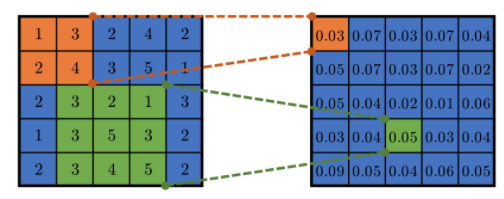 1 3 2 4 2
2 4 3 5 1
2 3 2 1 3
1 3 5 3 2
2 3 4 5 2
0.03 0.07 0.03 0.07 0.04
0.05 0.07 0.03 0.07 0.02
0.05 0.04 0.02 0.01 0.06
0.03 0.04 0.05 0.03 0.04
0.09 0.05 0.04 0.06 0.05